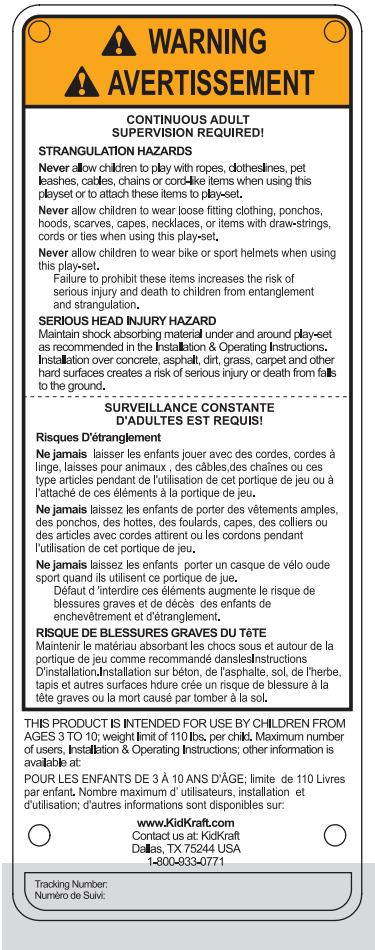 WARNING
AVERTISSEMENT
CONTINUOUS ADULT
SUPERVISION REQUIRED!
STRANGULATION HAZARDS
Never allow children to play with ropes, clotheslines, pet
leashes, cables, chains or cord-like items when using this
playset or to attach these items to play-set.
Never allow children to wear loose fitting clothing, ponchos,
hoods, scarves, capes, necklaces, or items with draw-strings,
cords or ties when using this play-set.
Never allow children to wear bike or sport helmets when using
this play-set.
Failure to prohibit these items increases the risk of
serious injury and death to children from entanglement
and strangulation.
SERIOUS HEAD INJURY HAZARD
Maintain shock absorbing material under and around play-set
as recommended in the Installation & Operating Instructions.
Installation over concrete, asphalt, dirt, grass, carpet and other
hard surfaces creates a risk of serious injury or death from falls
to the ground.
SURVEILLANCE CONSTANTE
D'ADULTES EST REQUIS!
Risques D'étranglement
Ne jamais laisser les enfants jouer avec des cordes, cordes à
linge, laisses pour animaux , des câbles,des chaînes ou ces
type articles pendant de l'utilisation de cet portique de jeu ou à
l'attaché de ces éléments à la portique de jeu.
Ne jamais laissez les enfants de porter des vêtements amples,
des ponchos, des hottes, des foulards, capes, des colliers ou
des articles avec cordes attirent ou les cordons pendant
l'utilisation de cet portique de jeu.
Ne jamais laissez les enfants porter un casque de vélo oude
sport quand ils utilisent ce portique de jue.
Défaut d 'interdire ces éléments augmente le risque de
blessures graves et de décès des enfants de
enchevêtrement et d'étranglement.
RISQUE DE BLESSURES GRAVES DU TêTE
Maintenir le matériau absorbant les chocs sous et autour de la
portique de jeu comme recommandé danslesInstructions
D'installation.Installation sur béton, de l'asphalte, sol, de l'herbe,
tapis et autres surfaces hdure crée un risque de blessure à la
tête graves ou la mort causé par tomber à la sol.
THIS PRODUCT IS INTENDED FOR USE BY CHILDREN FROM
AGES 3 TO 10; weight limit of 110 lbs. per child. Maximum number
of users, Installation & Operating Instructions; other information is
available at:
POUR LES ENFANTS DE 3 À 10 ANS D'ÂGE; limite de 110 Livres
par enfant. Nombre maximum d' utilisateurs, installation et
d'utilisation; d'autres informations sont disponibles sur:
www.KidKraft.com
Contact us at: KidKraft
Dallas, TX 75244 USA
1-800-933-0771
Tracking Number:
Numéro de Suivi: